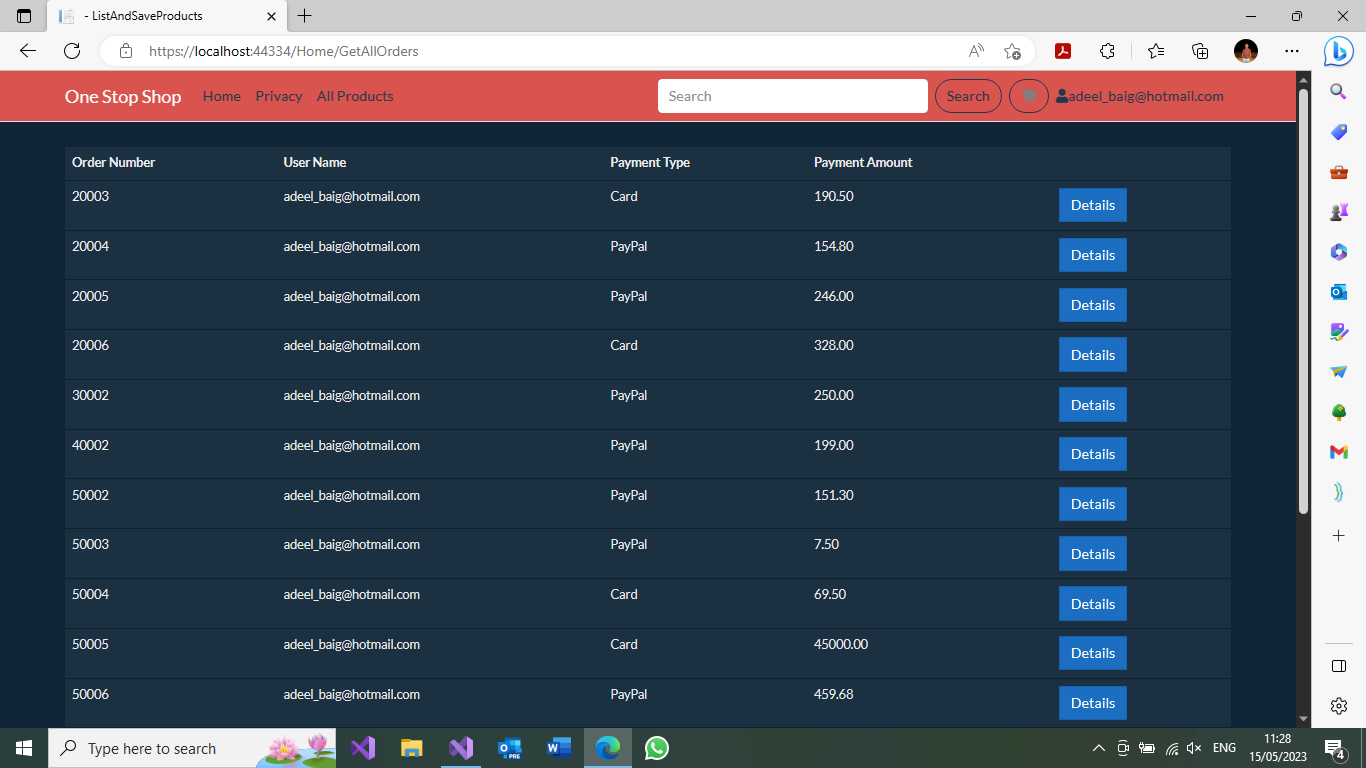 - ListAndSaveProducts
https://localhost:44334/Home/GetAllOrders
One Stop Shop Home Privacy All Products Search Search adeel_baig@hotmail.com
Order Number User Name Payment Type Payment Amount
20003 adeel_baig@hotmail.com Card 190.50 Details
20004 adeel_baig@hotmail.com PayPal 154.80 Details
20005 adeel_baig@hotmail.com PayPal 246.00 Details
20006 adeel_baig@hotmail.com Card 328.00 Details
30002 adeel_baig@hotmail.com PayPal 250.00 Details
40002 adeel_baig@hotmail.com PayPal 199.00 Details
50002 adeel_baig@hotmail.com PayPal 151.30 Details
50003 adeel_baig@hotmail.com PayPal 7.50 Details
50004 adeel_baig@hotmail.com Card 69.50 Details
50005 adeel_baig@hotmail.com Card 45000.00 Details
50006 adeel_baig@hotmail.com PayPal 459.68 Details
Type here to search
ENG
11:28
15/05/2023
4